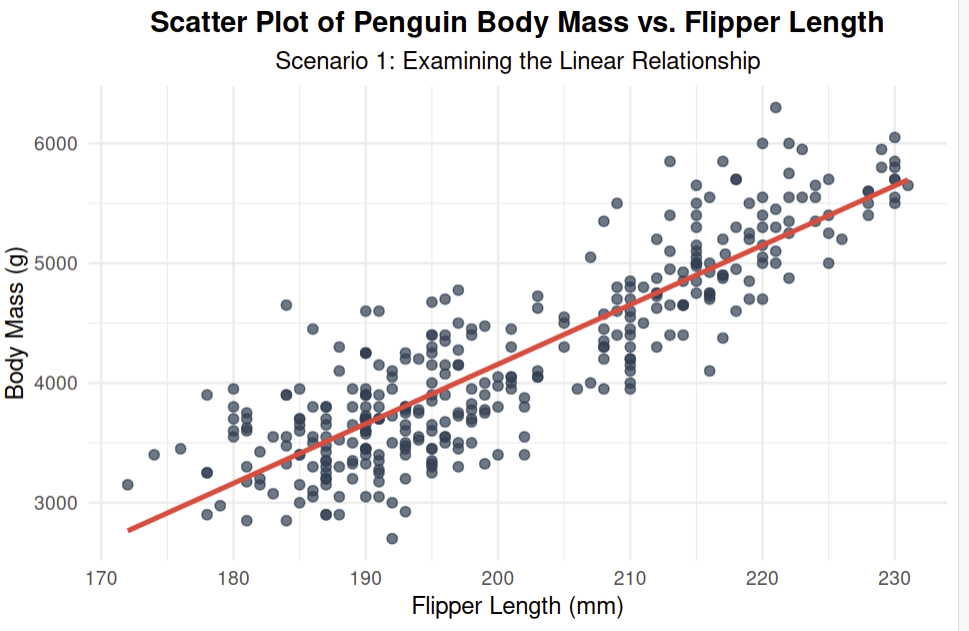 Scatter Plot of Penguin Body Mass vs. Flipper Length
Scenario 1: Examining the Linear Relationship
Body Mass (g)
6000
5000
4000
3000
170 180 190 200 210 220 230
Flipper Length (mm)